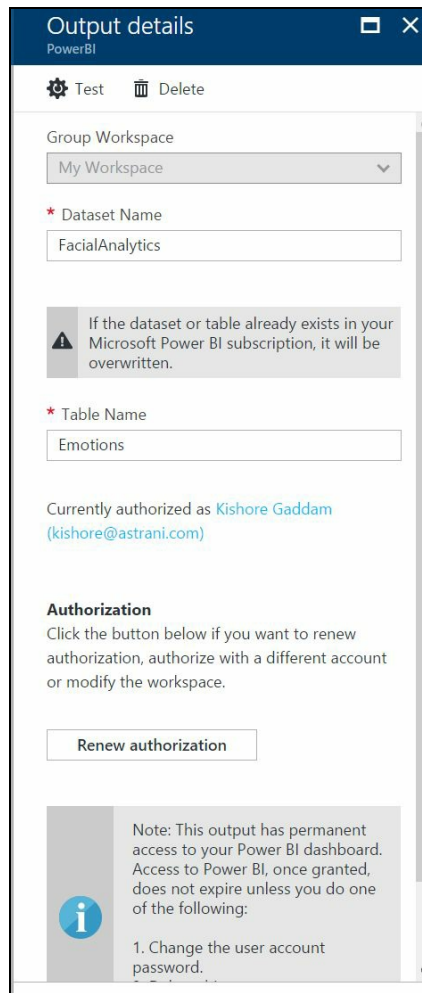 Output details
PowerBI
Test Delete
Group Workspace
My Workspace
* Dataset Name
FacialAnalytics
If the dataset or table already exists in your
Microsoft Power BI subscription, it will be
overwritten.
* Table Name
Emotions
Currently authorized as Kishore Gaddam
(kishore@astrani.com)
Authorization
Click the button below if you want to renew
authorization, authorize with a different account
or modify the workspace.
Renew authorization
Note: This output has permanent
access to your Power BI dashboard.
Access to Power BI, once granted,
does not expire unless you do one
of the following:
1. Change the user account
password.